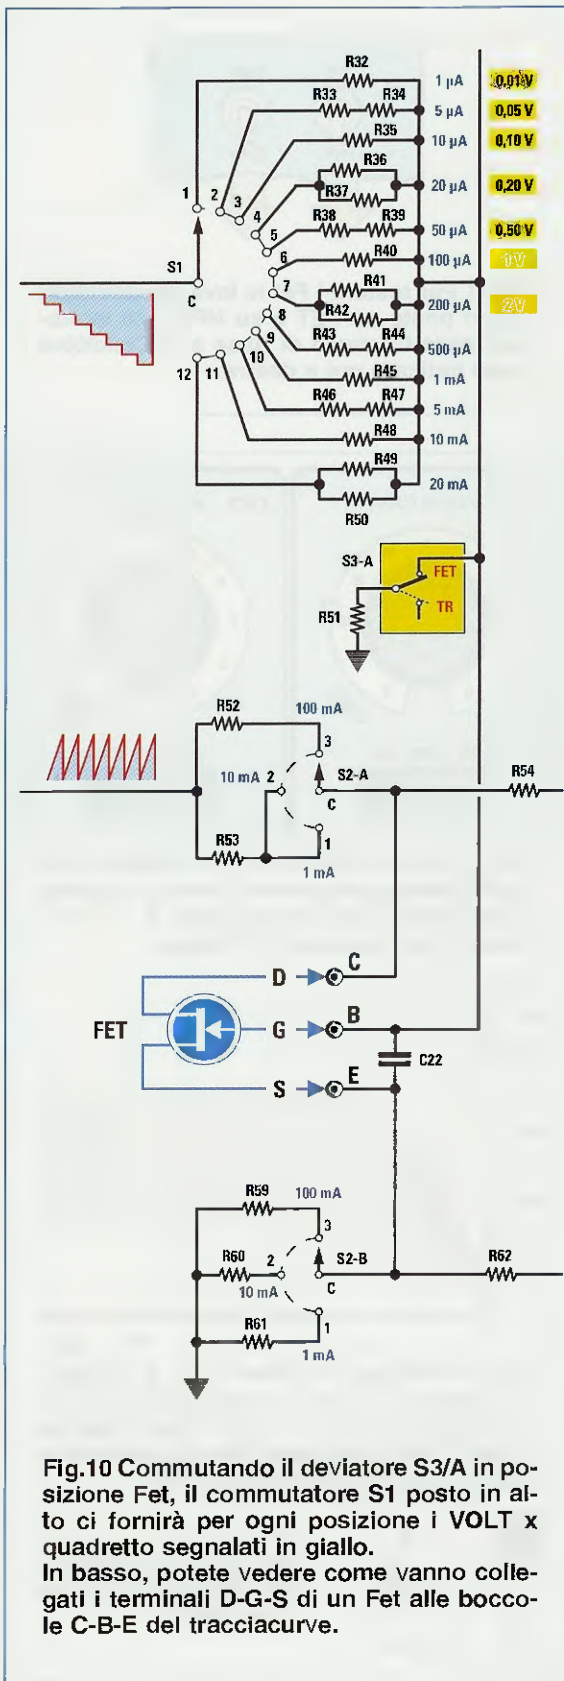 R32
1 µA 0,01 V
R33 R34
5 µA 0,05 V
R35
10 µA 0,10 V
R36
R37
20 µA 0,20 V
1 2 3 4 5 6 7 8 9 10 11 12
R38 R39
50 µA 0,50 V
R40
100 µA 1V
S1
C
R41
R42
200 µA 2V
R43 R44
500 µA
R45
1 mA
R46 R47
5 mA
R48
10 mA
R49
R50
20 mA
S3-A
FET
TR
R51
R52
100 mA
3
10 mA 2
S2-A
C
R54
R53
1
1 mA
D C
FET
G B
C22
S E
R59
100 mA
3
R60
2
10 mA
S2-B
C
R62
R61
1
1 mA
Fig.10 Commutando il deviatore S3/A in po-
sizione Fet, il commutatore S1 posto in al-
to ci fornirà per ogni posizione i VOLT x
quadretto segnalati in giallo.
In basso, potete vedere come vanno colle-
gati i terminali D-G-S di un Fet alle bocco-
le C-B-E del tracciacurve.